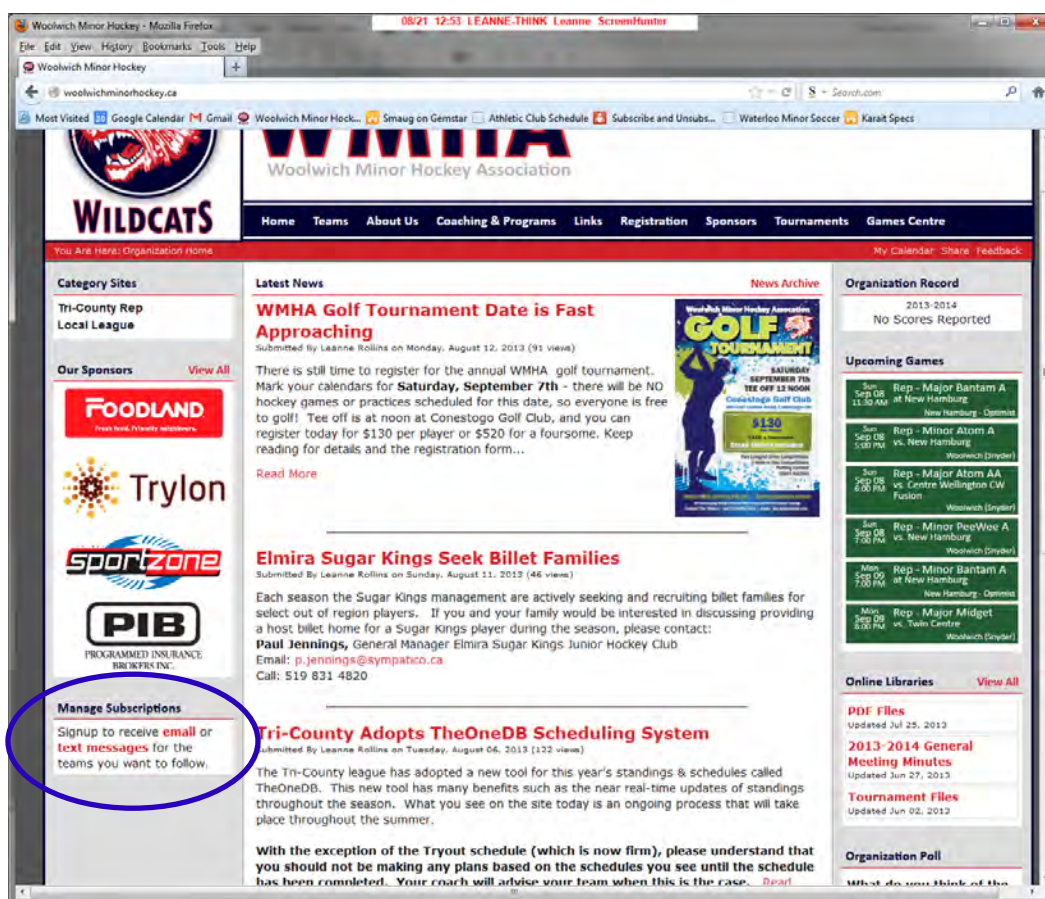 08/21 12:53 LEANNE-THINK Leanne ScreenHunter
Woolwich Minor Hockey - Mozilla Firefox
File Edit View History Bookmarks Tools Help
Woolwich Minor Hockey
woolwichminorhockey.ca
S - Search.com
Most Visited Google Calendar Gmail Woolwich Minor Hock... Smaug on Gemstar Athletic Club Schedule Subscribe and Unsubs... Waterloo Minor Soccer Karait Specs
WMHA
Woolwich Minor Hockey Association
WILDCATS
Home Teams About Us Coaching & Programs Links Registration Sponsors Tournaments Games Centre
You Are Here: Organization Home
My Calendar Share Feedback
Category Sites
Tri-County Rep
Local League
Our Sponsors View All
FOODLAND
Fresh food. Friendly neighbours.
Trylon
sportzone
PIB
PROGRAMMED INSURANCE
BROKERS INC.
Manage Subscriptions
Signup to receive email or
text messages for the
teams you want to follow.
Latest News News Archive
WMHA Golf Tournament Date is Fast
Approaching
Submitted By Leanne Rollins on Monday, August 12, 2013 (91 views)
There is still time to register for the annual WMHA golf tournament.
Mark your calendars for Saturday, September 7th - there will be NO
hockey games or practices scheduled for this date, so everyone is free
to golf! Tee off is at noon at Conestogo Golf Club, and you can
register today for $130 per player or $520 for a foursome. Keep
reading for details and the registration form...
Read More
Woolwich Minor Hockey Association
GOLF
TOURNAMENT
SATURDAY
SEPTEMBER 7th
TEE OFF 12 NOON
Conestogo Golf Club
$130
Elmira Sugar Kings Seek Billet Families
Submitted By Leanne Rollins on Sunday, August 11, 2013 (46 views)
Each season the Sugar Kings management are actively seeking and recruiting billet families for
select out of region players. If you and your family would be interested in discussing providing
a host billet home for a Sugar Kings player during the season, please contact:
Paul Jennings, General Manager Elmira Sugar Kings Junior Hockey Club
Email: p.jennings@sympatico.ca
Call: 519 831 4820
Tri-County Adopts TheOneDB Scheduling System
Submitted By Leanne Rollins on Tuesday, August 06, 2013 (122 views)
The Tri-County league has adopted a new tool for this year's standings & schedules called
TheOneDB. This new tool has many benefits such as the near real-time updates of standings
throughout the season. What you see on the site today is an ongoing process that will take
place throughout the summer.
With the exception of the Tryout schedule (which is now firm), please understand that
you should not be making any plans based on the schedules you see until the schedule
has been completed. Your coach will advise your team when this is the case. Read
Organization Record
2013-2014
No Scores Reported
Upcoming Games
Sun Sep 08 11:30 AM Rep - Major Bantam A
at New Hamburg
New Hamburg - Optimist
Sun Sep 08 5:00 PM Rep - Minor Atom A
vs. New Hamburg
Woolwich (Snyder)
Sun Sep 08 6:00 PM Rep - Major Atom AA
vs. Centre Wellington CW
Fusion
Woolwich (Snyder)
Sun Sep 08 7:00 PM Rep - Minor PeeWee A
vs. New Hamburg
Woolwich (Snyder)
Mon Sep 09 7:00 PM Rep - Minor Bantam A
at New Hamburg
New Hamburg - Optimist
Mon Sep 09 8:00 PM Rep - Major Midget
vs. Twin Centre
Woolwich (Snyder)
Online Libraries View All
PDF Files
Updated Jul 25, 2013
2013-2014 General
Meeting Minutes
Updated Jun 27, 2013
Tournament Files
Updated Jun 02, 2013
Organization Poll
What do you think of the